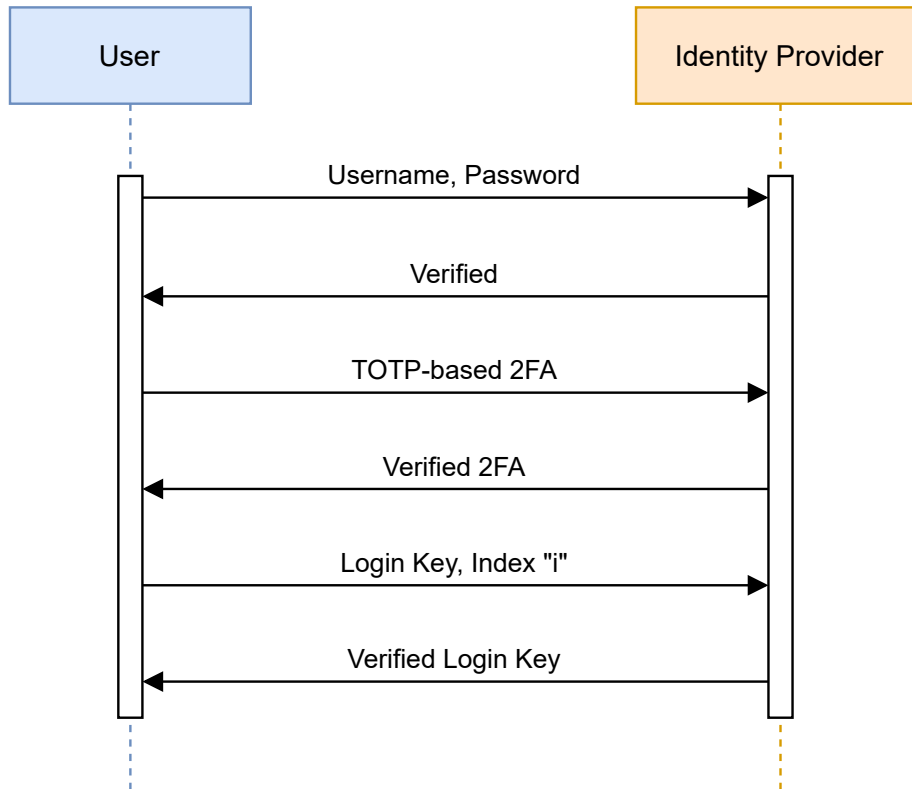 User
Identity Provider
Username, Password
Verified
TOTP-based 2FA
Verified 2FA
Login Key, Index "i"
Verified Login Key